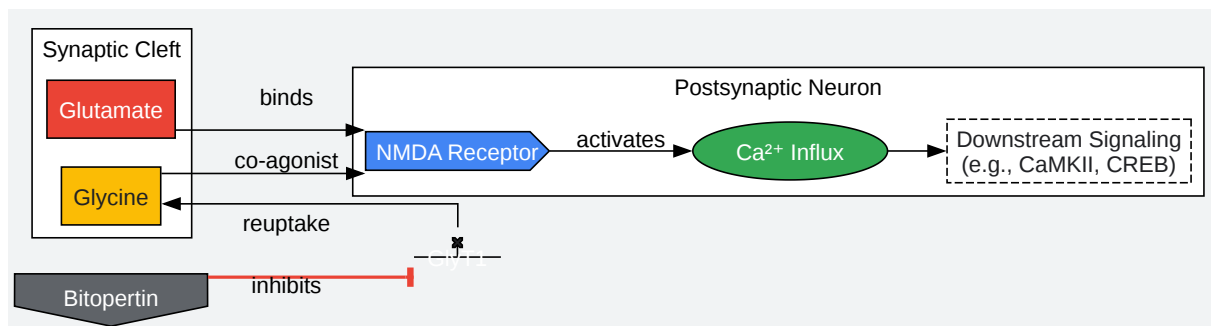 Synaptic Cleft
Glutamate
Glycine
binds
co-agonist
reuptake
Postsynaptic Neuron
NMDA Receptor
activates
Ca²⁺ Influx
Downstream Signaling
(e.g., CaMKII, CREB)
GlyT1
Bitopertin
inhibits